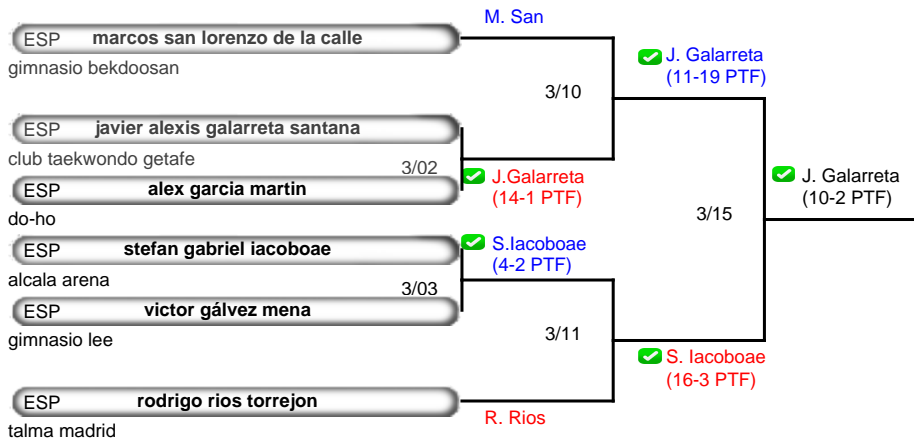 M. San
ESP marcos san lorenzo de la calle
gimnasio bekdoosan
J. Galarreta
(11-19 PTF)
3/10
ESP javier alexis galarreta santana
club taekwondo getafe
3/02
J.Galarreta
(14-1 PTF)
J. Galarreta
(10-2 PTF)
ESP alex garcia martin
do-ho
3/15
ESP stefan gabriel iacoboae
alcala arena
S.Iacoboae
(4-2 PTF)
3/03
ESP victor gálvez mena
gimnasio lee
3/11
S. Iacoboae
(16-3 PTF)
ESP rodrigo rios torrejon
talma madrid
R. Rios